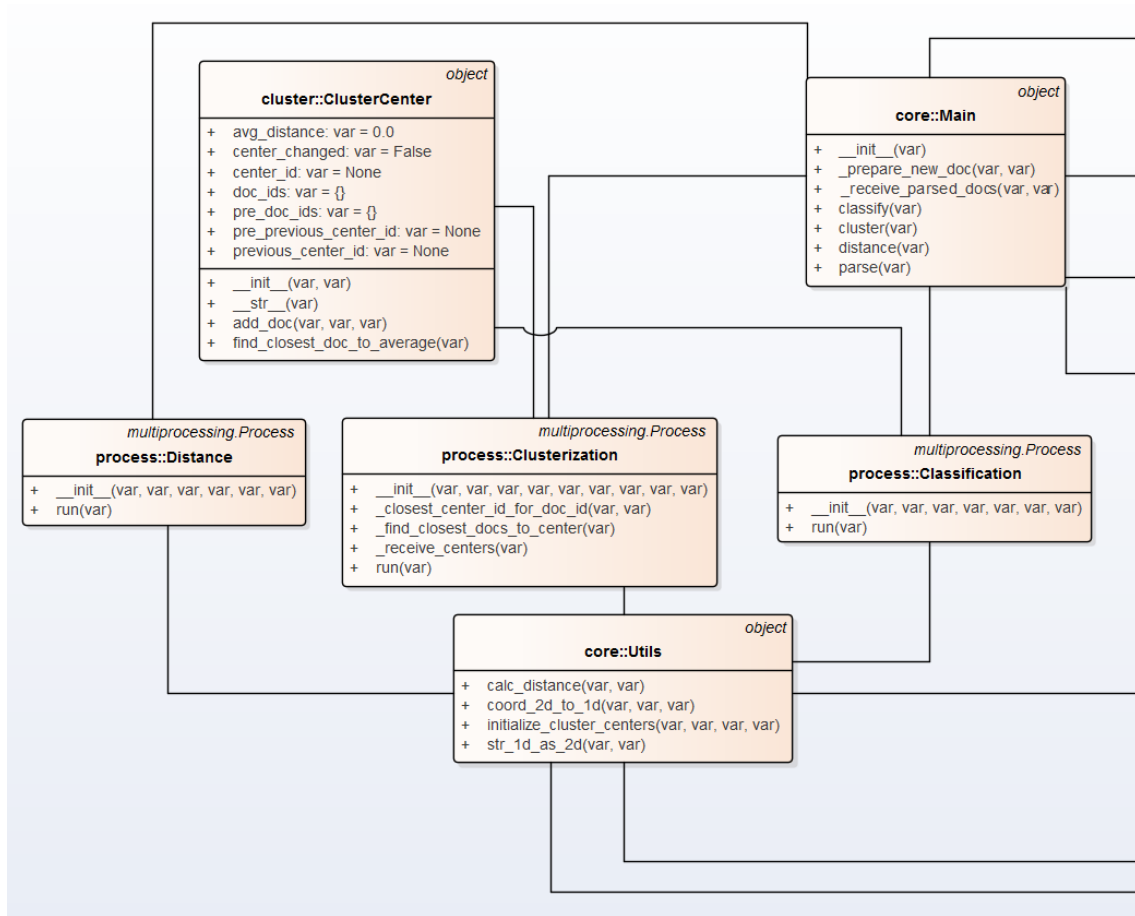 object
cluster::ClusterCenter
+ avg_distance: var = 0.0
+ center_changed: var = False
+ center_id: var = None
+ doc_ids: var = {}
+ pre_doc_ids: var = {}
+ pre_previous_center_id: var = None
+ previous_center_id: var = None
+ __init__(var, var)
+ __str__(var)
+ add_doc(var, var, var)
+ find_closest_doc_to_average(var)
object
core::Main
+ __init__(var)
+ _prepare_new_doc(var, var)
+ _receive_parsed_docs(var, var)
+ classify(var)
+ cluster(var)
+ distance(var)
+ parse(var)
multiprocessing.Process
process::Distance
+ __init__(var, var, var, var, var, var)
+ run(var)
multiprocessing.Process
process::Clusterization
+ __init__(var, var, var, var, var, var, var, var, var)
+ _closest_center_id_for_doc_id(var, var)
+ _find_closest_docs_to_center(var)
+ _receive_centers(var)
+ run(var)
multiprocessing.Process
process::Classification
+ __init__(var, var, var, var, var, var, var)
+ run(var)
object
core::Utils
+ calc_distance(var, var)
+ coord_2d_to_1d(var, var, var)
+ initialize_cluster_centers(var, var, var, var)
+ str_1d_as_2d(var, var)